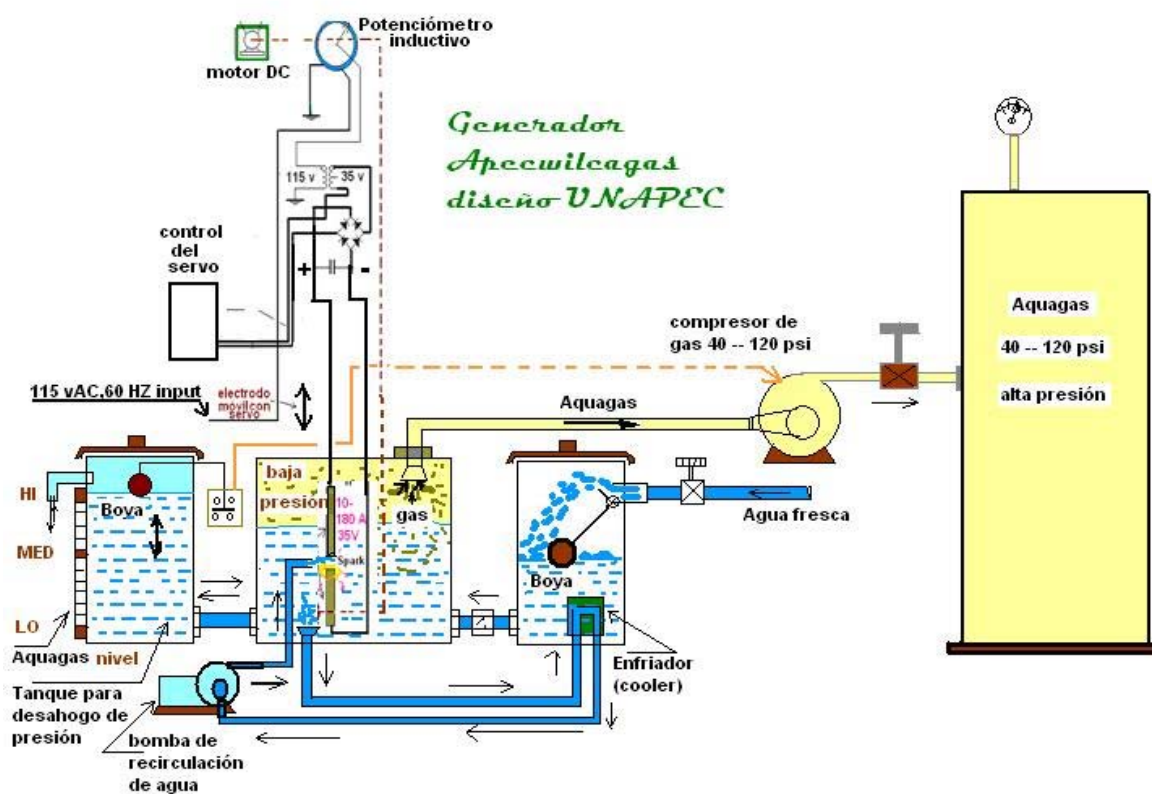 Potenciómetro
inductivo
motor DC
Generador
Apecwilcagas
diseño UNAPEC
115 v
35 v
control
del
servo
+
-
115 vAC,60 HZ input
electrodo
movilcon
servo
compresor de
gas 40 -- 120 psi
Aquagas
40 -- 120 psi
alta presión
Aquagas
HI
MED
LO
Boya
baja
presión
10-
180 A
35V
Spark
gas
Agua fresca
Boya
Aquagas nivel
Tanque para
desahogo de
presión
bomba de
recirculación
de agua
Enfriador
(cooler)